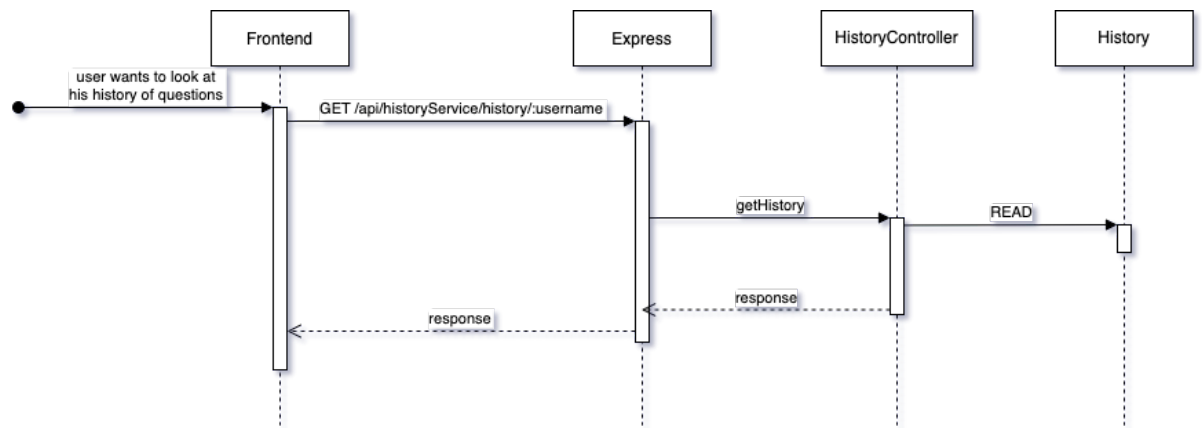 Frontend
Express
HistoryController
History
user wants to look at
his history of questions
GET /api/historyService/history/:username
getHistory
READ
response
response